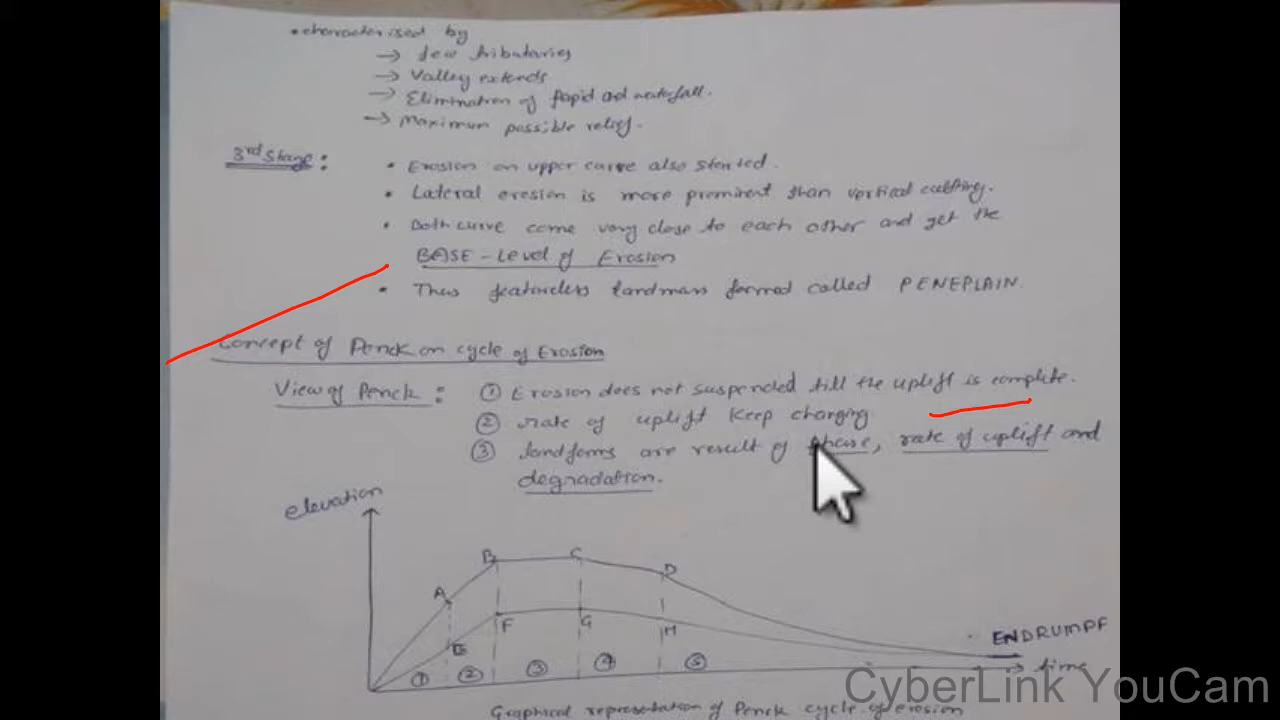 • characterised by
→ few tributaries
→ Valley extends
→ Elimination of rapid and waterfall.
→ Maximum possible relief.
3rd Stage :
• Erosion on upper curve also started.
• Lateral erosion is more prominent than vertical cutting.
• Both curve come very close to each other and get the
BASE - Level of Erosion
• Thus featureless landmass formed called PENEPLAIN.
Concept of Penck on cycle of Erosion
View of Penck : ① Erosion does not suspended till the uplift is complete.
② rate of uplift keep changing
③ landforms are result of phase, rate of uplift and
degradation.
elevation
B C
D
A
F G H
E
ENDRUMPF
① ② ③ ④ ⑤
→ time
Graphical representation of Penck cycle of erosion
CyberLink YouCam